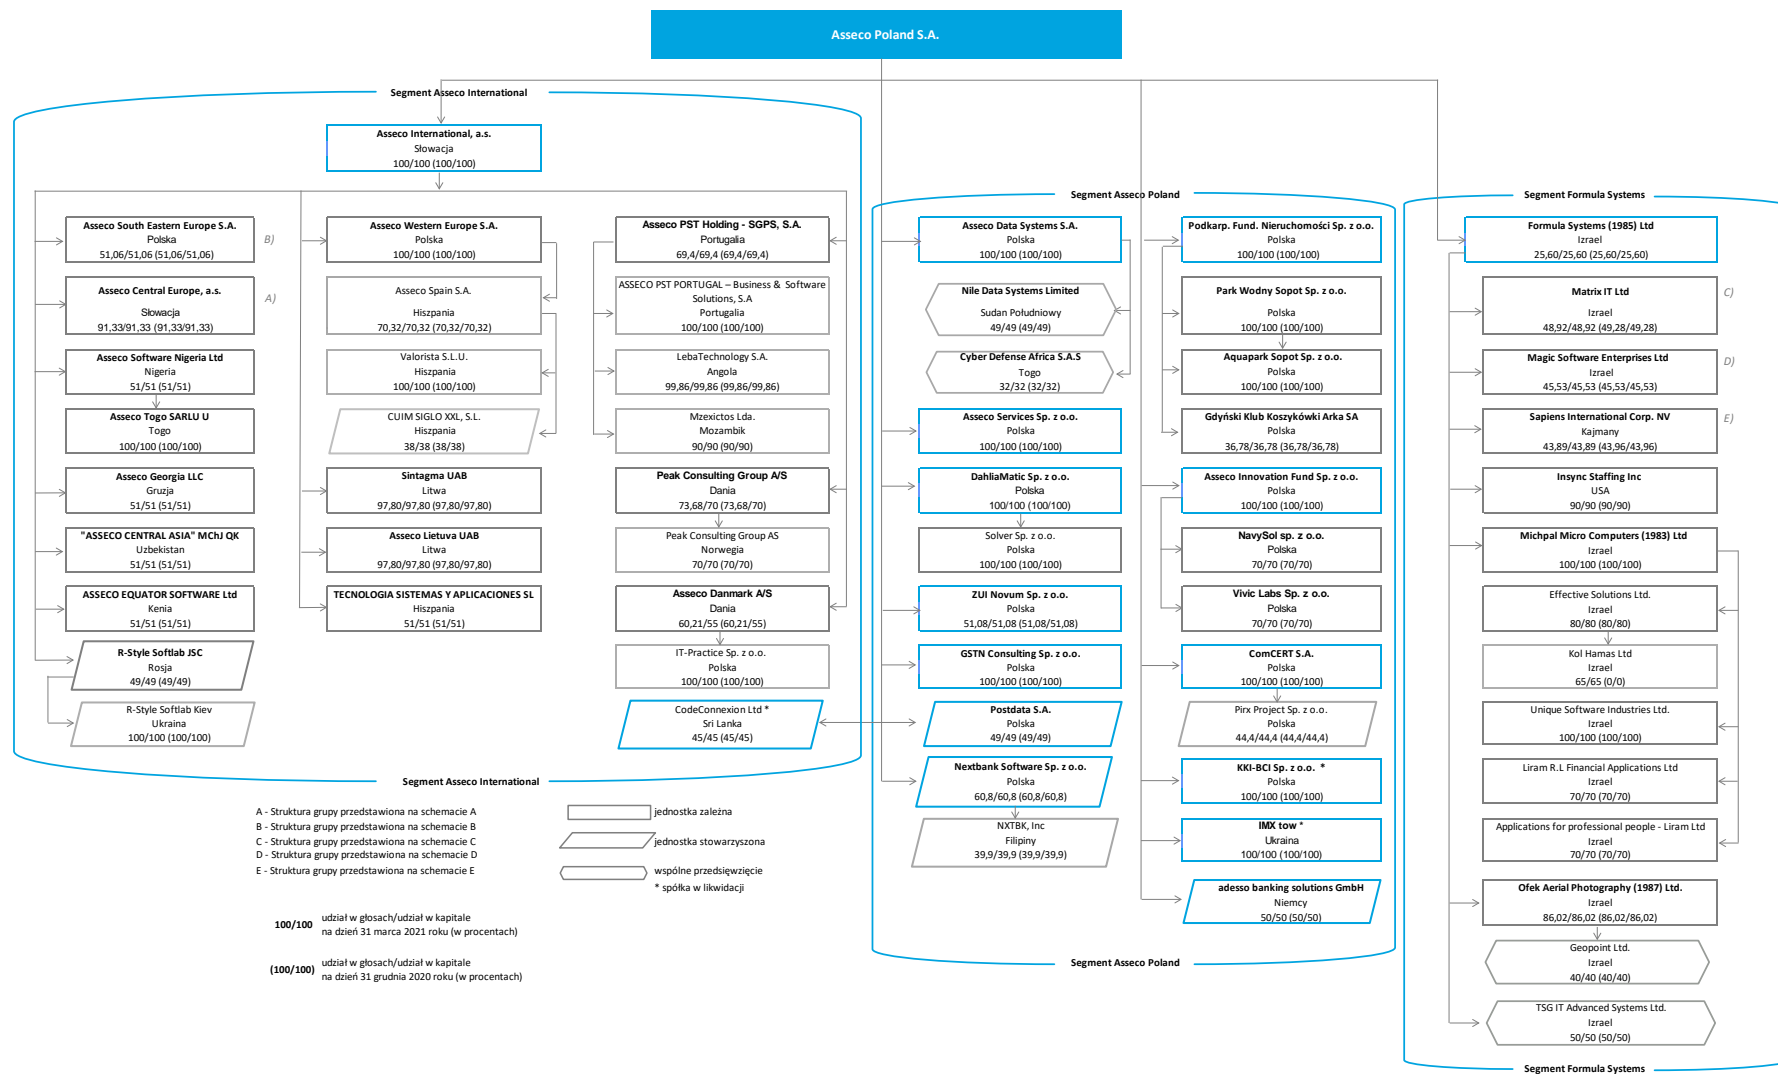 Asseco Poland S.A.
Segment Asseco International
Asseco International, a.s.
Słowacja
100/100 (100/100)
Asseco South Eastern Europe S.A.
Polska
51,06/51,06 (51,06/51,06)
B)
Asseco Central Europe, a.s.
Słowacja
91,33/91,33 (91,33/91,33)
A)
Asseco Software Nigeria Ltd
Nigeria
51/51 (51/51)
Asseco Togo SARLU U
Togo
100/100 (100/100)
Asseco Georgia LLC
Gruzja
51/51 (51/51)
"ASSECO CENTRAL ASIA" MChJ QK
Uzbekistan
51/51 (51/51)
ASSECO EQUATOR SOFTWARE Ltd
Kenia
51/51 (51/51)
R-Style Softlab JSC
Rosja
49/49 (49/49)
R-Style Softlab Kiev
Ukraina
100/100 (100/100)
Asseco Western Europe S.A.
Polska
100/100 (100/100)
Asseco Spain S.A.
Hiszpania
70,32/70,32 (70,32/70,32)
Valorista S.L.U.
Hiszpania
100/100 (100/100)
CUIM SIGLO XXL, S.L.
Hiszpania
38/38 (38/38)
Sintagma UAB
Litwa
97,80/97,80 (97,80/97,80)
Asseco Lietuva UAB
Litwa
97,80/97,80 (97,80/97,80)
TECNOLOGIA SISTEMAS Y APLICACIONES SL
Hiszpania
51/51 (51/51)
Asseco PST Holding - SGPS, S.A.
Portugalia
69,4/69,4 (69,4/69,4)
ASSECO PST PORTUGAL – Business & Software
Solutions, S.A
Portugalia
100/100 (100/100)
LebaTechnology S.A.
Angola
99,86/99,86 (99,86/99,86)
Mzexictos Lda.
Mozambik
90/90 (90/90)
Peak Consulting Group A/S
Dania
73,68/70 (73,68/70)
Peak Consulting Group AS
Norwegia
70/70 (70/70)
Asseco Danmark A/S
Dania
60,21/55 (60,21/55)
IT-Practice Sp. z o.o.
Polska
100/100 (100/100)
CodeConnexion Ltd *
Sri Lanka
45/45 (45/45)
Segment Asseco International
Segment Asseco Poland
Asseco Data Systems S.A.
Polska
100/100 (100/100)
Nile Data Systems Limited
Sudan Południowy
49/49 (49/49)
Cyber Defense Africa S.A.S
Togo
32/32 (32/32)
Asseco Services Sp. z o.o.
Polska
100/100 (100/100)
DahliaMatic Sp. z o.o.
Polska
100/100 (100/100)
Solver Sp. z o.o.
Polska
100/100 (100/100)
ZUI Novum Sp. z o.o.
Polska
51,08/51,08 (51,08/51,08)
GSTN Consulting Sp. z o.o.
Polska
100/100 (100/100)
Postdata S.A.
Polska
49/49 (49/49)
Nextbank Software Sp. z o.o.
Polska
60,8/60,8 (60,8/60,8)
NXTBK, Inc
Filipiny
39,9/39,9 (39,9/39,9)
Podkarp. Fund. Nieruchomości Sp. z o.o.
Polska
100/100 (100/100)
Park Wodny Sopot Sp. z o.o.
Polska
100/100 (100/100)
Aquapark Sopot Sp. z o.o.
Polska
100/100 (100/100)
Gdyński Klub Koszykówki Arka SA
Polska
36,78/36,78 (36,78/36,78)
Asseco Innovation Fund Sp. z o.o.
Polska
100/100 (100/100)
NavySol sp. z o.o.
Polska
70/70 (70/70)
Vivic Labs Sp. z o.o.
Polska
70/70 (70/70)
ComCERT S.A.
Polska
100/100 (100/100)
Pirx Project Sp. z o.o.
Polska
44,4/44,4 (44,4/44,4)
KKI-BCI Sp. z o.o. *
Polska
100/100 (100/100)
IMX tow *
Ukraina
100/100 (100/100)
adesso banking solutions GmbH
Niemcy
50/50 (50/50)
Segment Asseco Poland
Segment Formula Systems
Formula Systems (1985) Ltd
Izrael
25,60/25,60 (25,60/25,60)
Matrix IT Ltd
Izrael
48,92/48,92 (49,28/49,28)
C)
Magic Software Enterprises Ltd
Izrael
45,53/45,53 (45,53/45,53)
D)
Sapiens International Corp. NV
Kajmany
43,89/43,89 (43,96/43,96)
E)
Insync Staffing Inc
USA
90/90 (90/90)
Michpal Micro Computers (1983) Ltd
Izrael
100/100 (100/100)
Effective Solutions Ltd.
Izrael
80/80 (80/80)
Kol Hamas Ltd
Izrael
65/65 (0/0)
Unique Software Industries Ltd.
Izrael
100/100 (100/100)
Liram R.L Financial Applications Ltd
Izrael
70/70 (70/70)
Applications for professional people - Liram Ltd
Izrael
70/70 (70/70)
Ofek Aerial Photography (1987) Ltd.
Izrael
86,02/86,02 (86,02/86,02)
Geopoint Ltd.
Izrael
40/40 (40/40)
TSG IT Advanced Systems Ltd.
Izrael
50/50 (50/50)
Segment Formula Systems
A - Struktura grupy przedstawiona na schemacie A
B - Struktura grupy przedstawiona na schemacie B
C - Struktura grupy przedstawiona na schemacie C
D - Struktura grupy przedstawiona na schemacie D
E - Struktura grupy przedstawiona na schemacie E
jednostka zależna
jednostka stowarzyszona
wspólne przedsięwzięcie
* spółka w likwidacji
100/100 udział w głosach/udział w kapitale
na dzień 31 marca 2021 roku (w procentach)
(100/100) udział w głosach/udział w kapitale
na dzień 31 grudnia 2020 roku (w procentach)